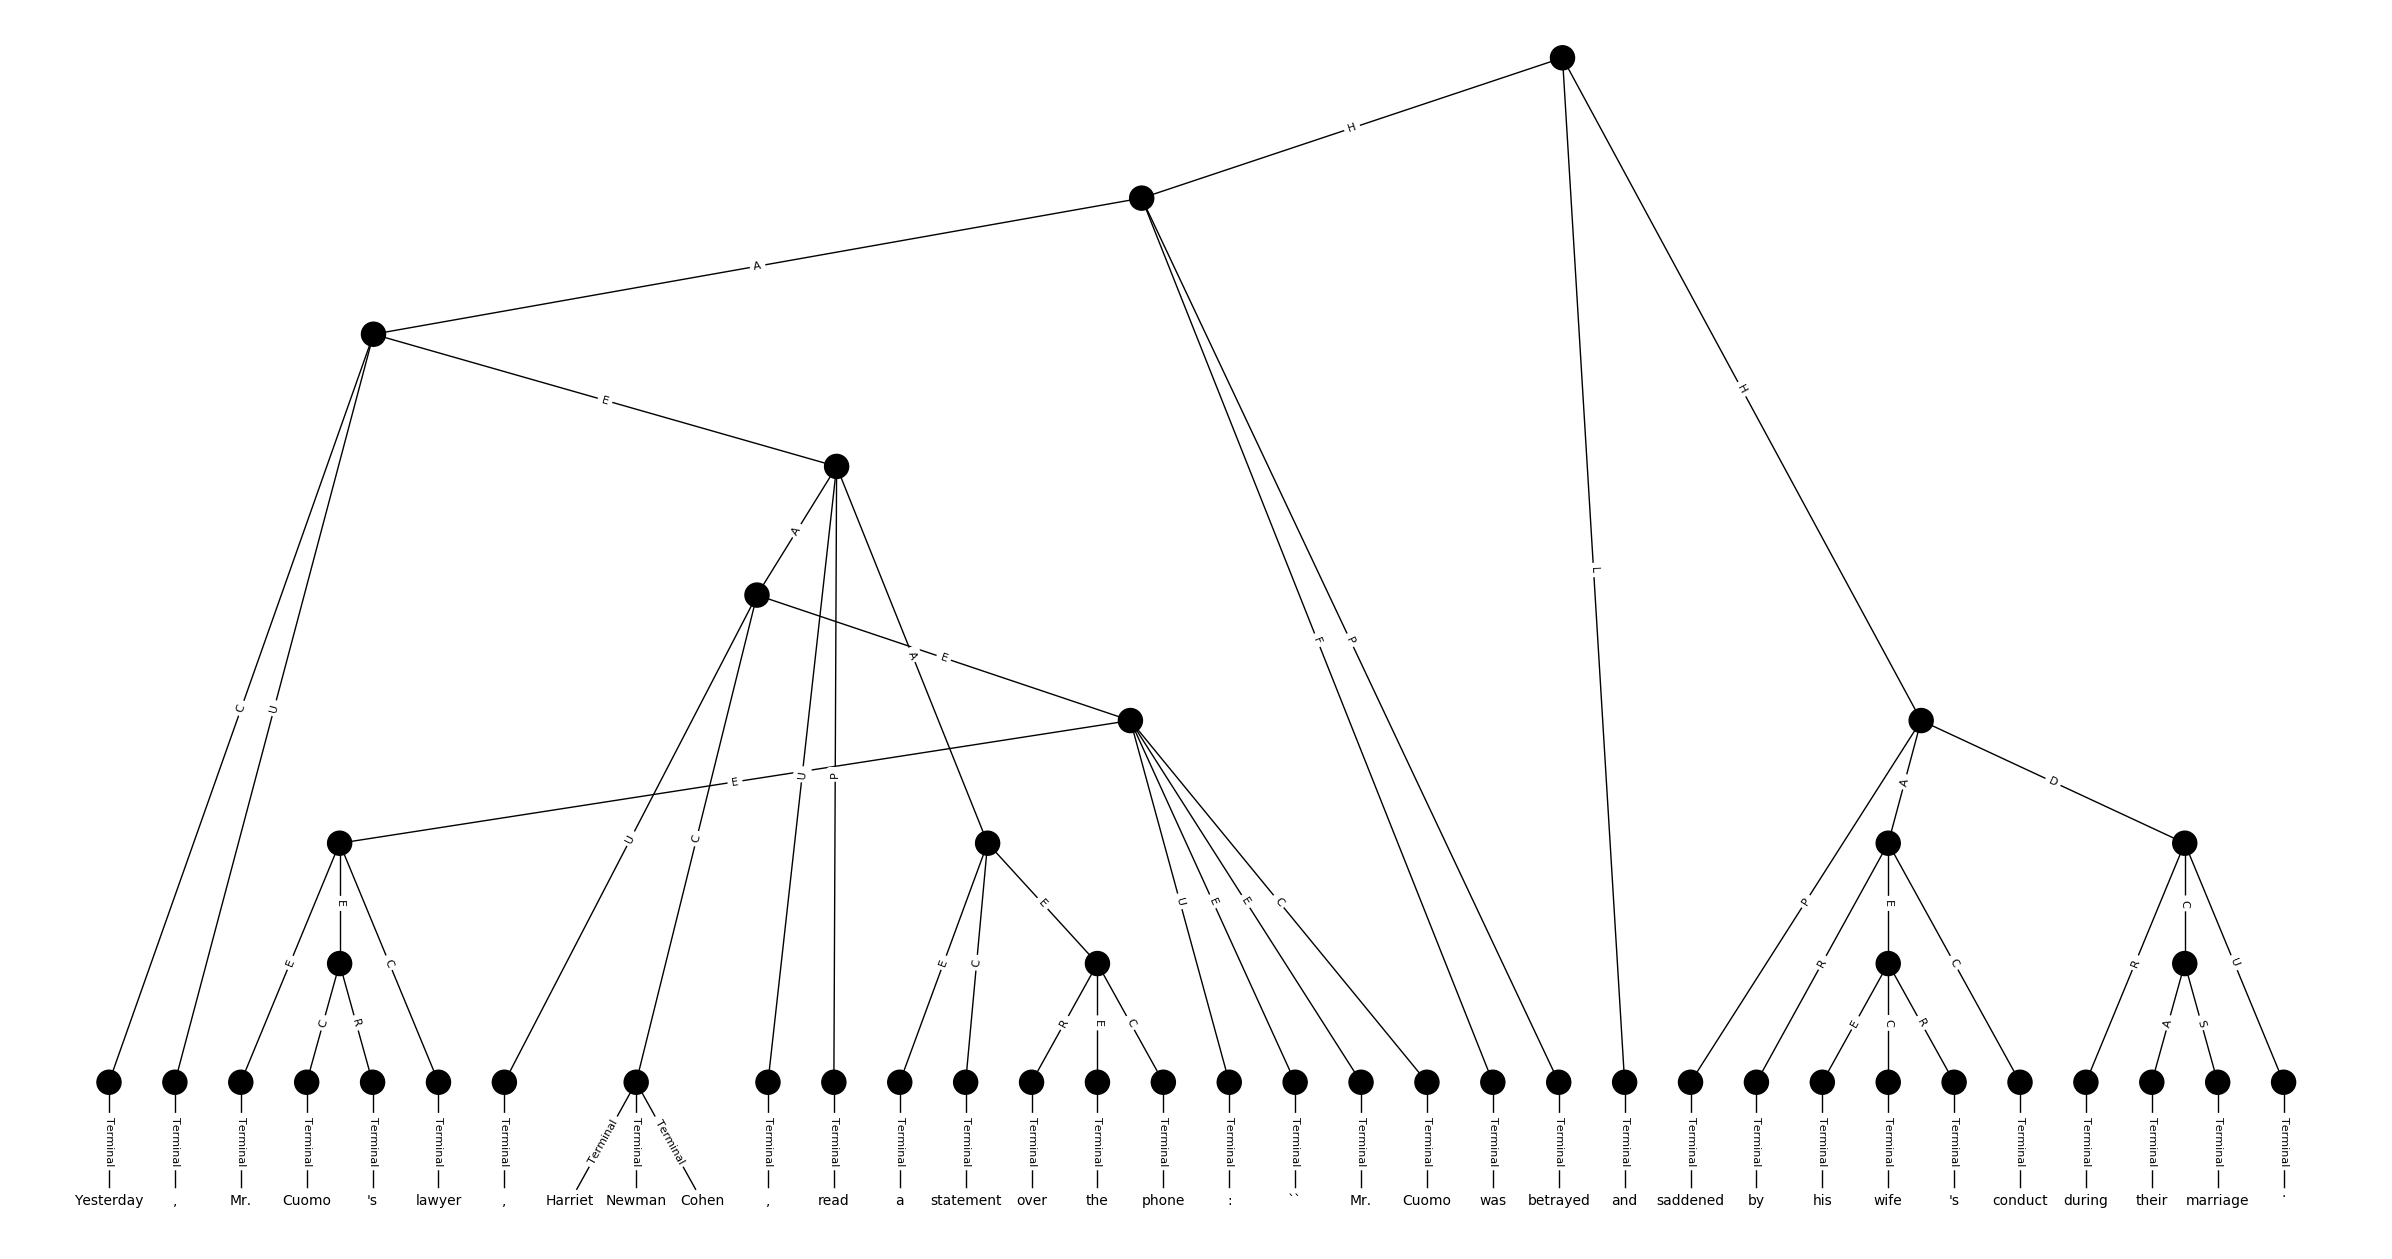 H
A
E
A
L
H
F
P
A
E
C
U
U
P
E
A
D
U
C
E
E
C
U
E
E
C
P
R
E
C
R
C
U
E
C
E
C
R
R
E
C
E
C
R
A
S
Terminal Terminal Terminal Terminal Terminal Terminal Terminal Terminal Terminal Terminal Terminal Terminal Terminal Terminal Terminal Terminal Terminal Terminal Terminal Terminal Terminal Terminal Terminal Terminal Terminal Terminal Terminal Terminal Terminal Terminal Terminal Terminal Terminal Terminal
Yesterday , Mr. Cuomo 's lawyer , Harriet Newman Cohen , read a statement over the phone : `` Mr. Cuomo was betrayed and saddened by his wife 's conduct during their marriage .